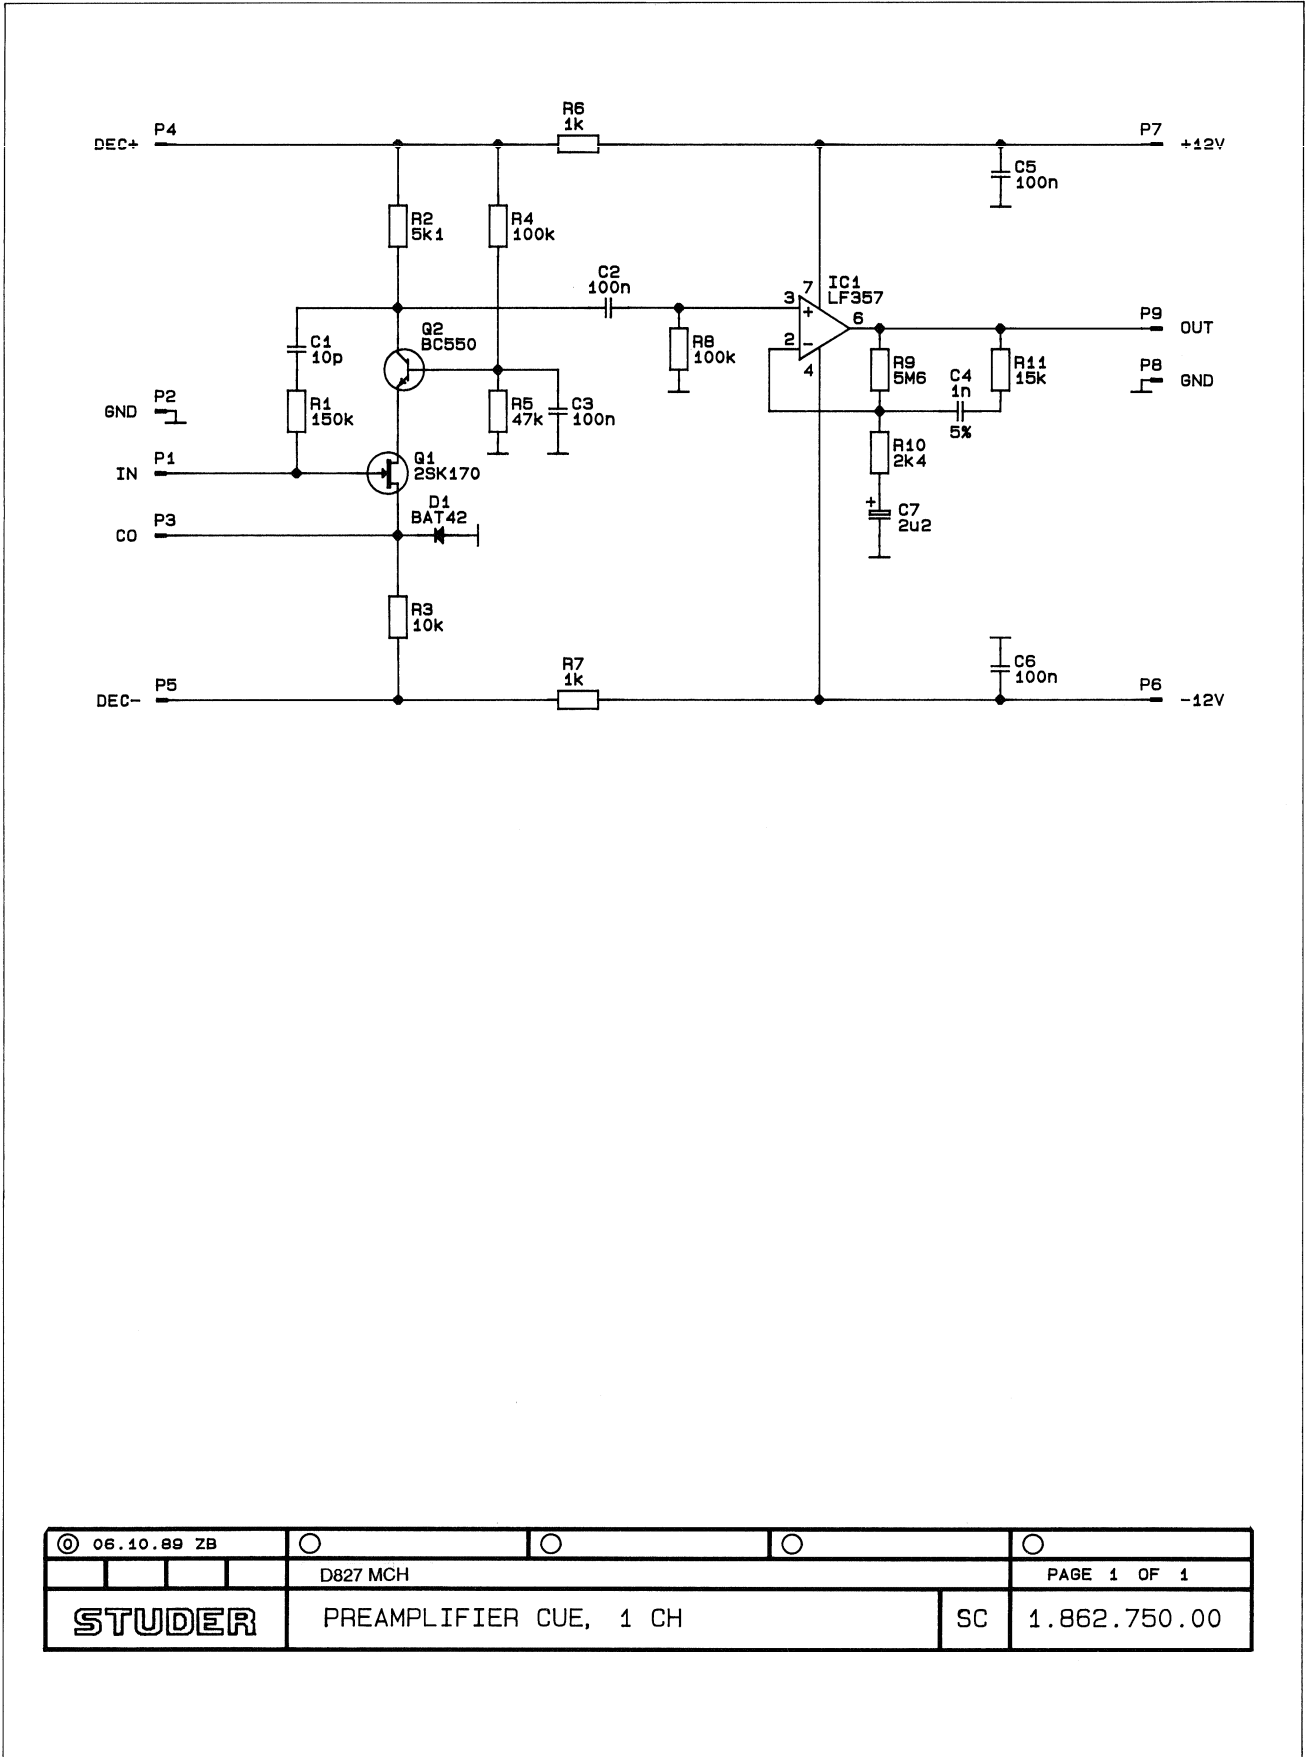 R6
1k
P4
DEC+
P7
+12V
C5
100n
R2
5k1
R4
100k
C2
100n
IC1
LF357
7
3
+
6
2
-
4
P9
OUT
Q2
BC550
C1
10p
R8
100k
R9
5M6
C4
1n
5%
R11
15k
P8
GND
P2
GND
R1
150k
R5
47k
C3
100n
R10
2K4
P1
IN
Q1
2SK170
D1
BAT42
+
C7
2u2
P3
CO
R3
10k
R7
1k
C6
100n
P5
DEC-
P6
-12V
0 06.10.89 ZB
D827 MCH
PAGE 1 OF 1
STUDER
PREAMPLIFIER CUE, 1 CH
SC
1.862.750.00